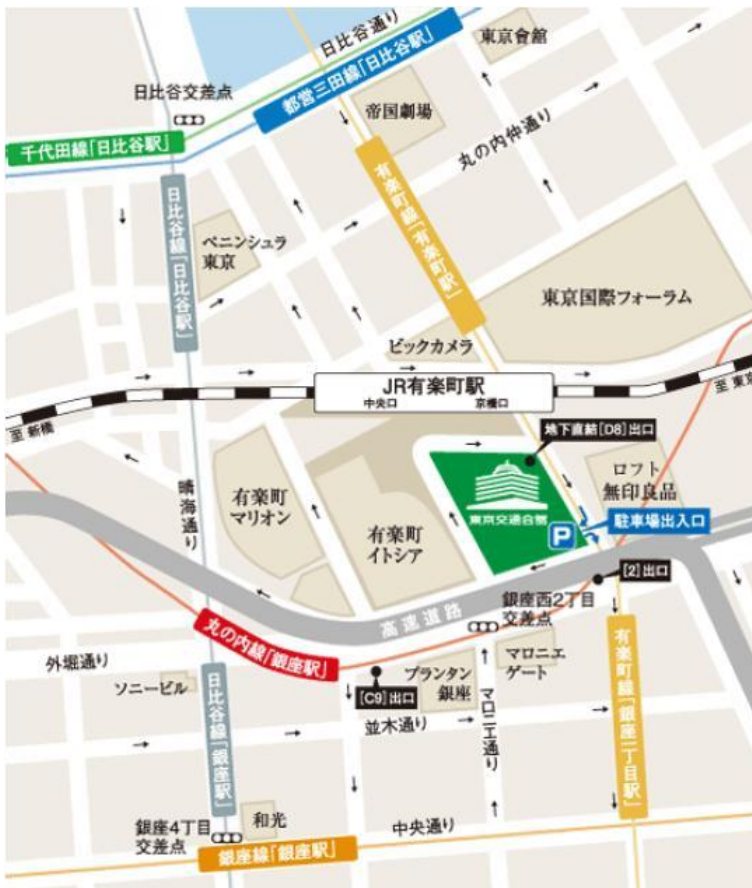 日比谷通り
都営三田線「日比谷駅」
東京會館
日比谷交差点
帝国劇場
千代田線「日比谷駅」
丸の内仲通り
有楽町線「有楽町駅」
日比谷線「日比谷駅」
ペニンシュラ
東京
東京国際フォーラム
ビックカメラ
JR有楽町駅
中央口
京橋口
至 新橋
至 東京
地下直結[D8]出口
ロフト
無印良品
東京交通会館
P
駐車場出入口
晴海通り
有楽町
マリオン
有楽町
イトシア
[2]出口
高速道路
銀座西2丁目
交差点
丸の内線「銀座駅」
外堀通り
ソニービル
日比谷線「銀座駅」
[C9]出口
プランタン
銀座
マロニエ
ゲート
マロニエ通り
有楽町線「銀座一丁目駅」
並木通り
和光
銀座4丁目
交差点
中央通り
銀座線「銀座駅」